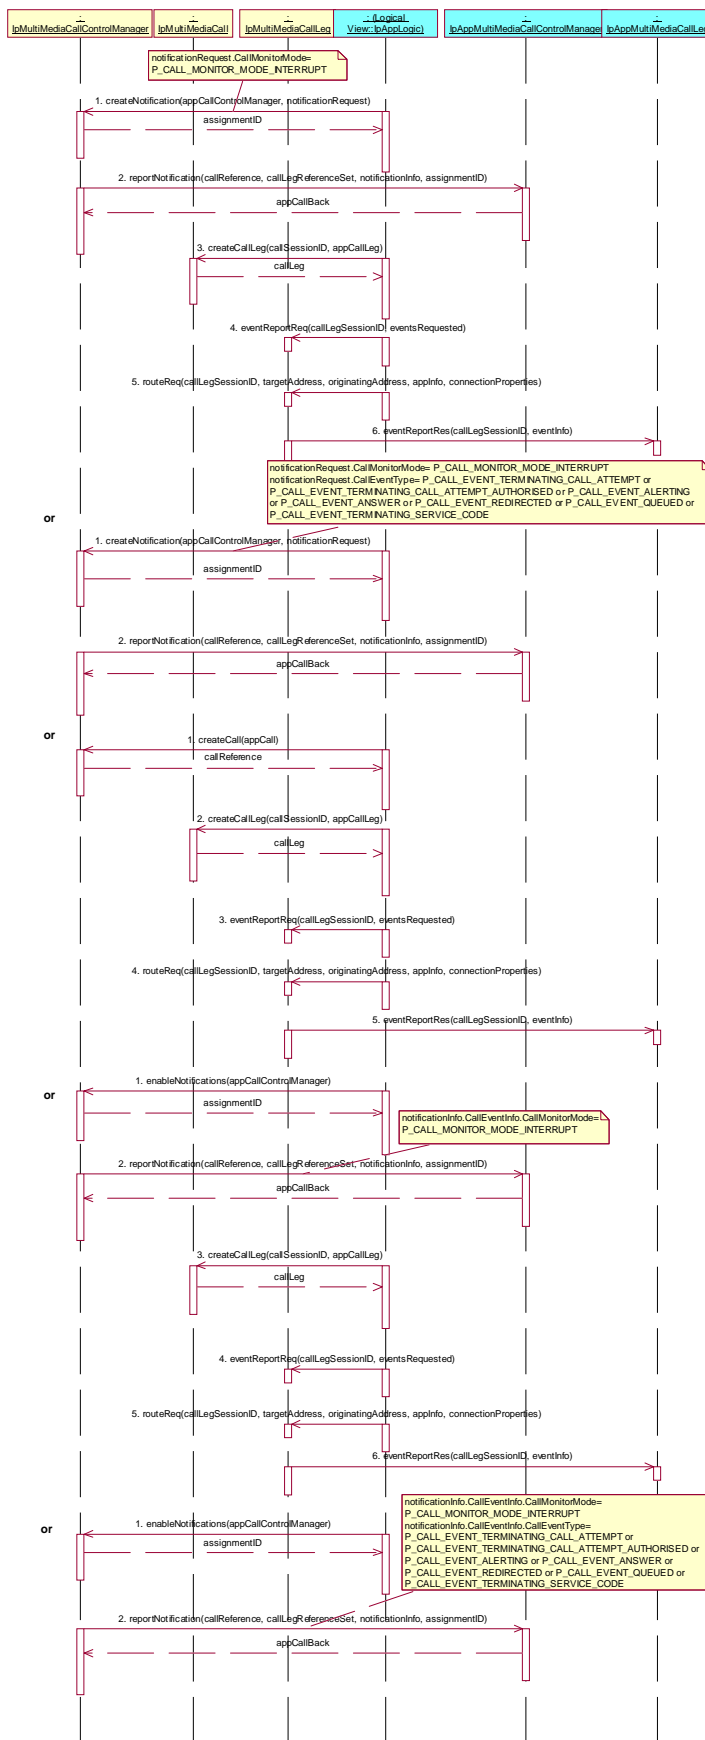 :
IpMultiMediaCallControlManager
:
IpMultiMediaCall
:
IpMultiMediaCallLeg
: (Logical
View::IpAppLogic)
:
IpAppMultiMediaCallControlManager
:
IpAppMultiMediaCallLeg
notificationRequest.CallMonitorMode=
P_CALL_MONITOR_MODE_INTERRUPT
1. createNotification(appCallControlManager, notificationRequest)
assignmentID
2. reportNotification(callReference, callLegReferenceSet, notificationInfo, assignmentID)
appCallBack
3. createCallLeg(callSessionID, appCallLeg)
callLeg
4. eventReportReq(callLegSessionID, eventsRequested)
5. routeReq(callLegSessionID, targetAddress, originatingAddress, appInfo, connectionProperties)
6. eventReportRes(callLegSessionID, eventInfo)
notificationRequest.CallMonitorMode= P_CALL_MONITOR_MODE_INTERRUPT
notificationRequest.CallEventType= P_CALL_EVENT_TERMINATING_CALL_ATTEMPT or
P_CALL_EVENT_TERMINATING_CALL_ATTEMPT_AUTHORISED or P_CALL_EVENT_ALERTING
or P_CALL_EVENT_ANSWER or P_CALL_EVENT_REDIRECTED or P_CALL_EVENT_QUEUED or
P_CALL_EVENT_TERMINATING_SERVICE_CODE
or
1. createNotification(appCallControlManager, notificationRequest)
assignmentID
2. reportNotification(callReference, callLegReferenceSet, notificationInfo, assignmentID)
appCallBack
or
1. createCall(appCall)
callReference
2. createCallLeg(callSessionID, appCallLeg)
callLeg
3. eventReportReq(callLegSessionID, eventsRequested)
4. routeReq(callLegSessionID, targetAddress, originatingAddress, appInfo, connectionProperties)
5. eventReportRes(callLegSessionID, eventInfo)
or
1. enableNotifications(appCallControlManager)
assignmentID
notificationInfo.CallEventInfo.CallMonitorMode=
P_CALL_MONITOR_MODE_INTERRUPT
2. reportNotification(callReference, callLegReferenceSet, notificationInfo, assignmentID)
appCallBack
3. createCallLeg(callSessionID, appCallLeg)
callLeg
4. eventReportReq(callLegSessionID, eventsRequested)
5. routeReq(callLegSessionID, targetAddress, originatingAddress, appInfo, connectionProperties)
6. eventReportRes(callLegSessionID, eventInfo)
notificationInfo.CallEventInfo.CallMonitorMode=
P_CALL_MONITOR_MODE_INTERRUPT
notificationInfo.CallEventInfo.CallEventType=
P_CALL_EVENT_TERMINATING_CALL_ATTEMPT or
P_CALL_EVENT_TERMINATING_CALL_ATTEMPT_AUTHORISED or
P_CALL_EVENT_ALERTING or P_CALL_EVENT_ANSWER or
P_CALL_EVENT_REDIRECTED or P_CALL_EVENT_QUEUED or
P_CALL_EVENT_TERMINATING_SERVICE_CODE
or
1. enableNotifications(appCallControlManager)
assignmentID
2. reportNotification(callReference, callLegReferenceSet, notificationInfo, assignmentID)
appCallBack